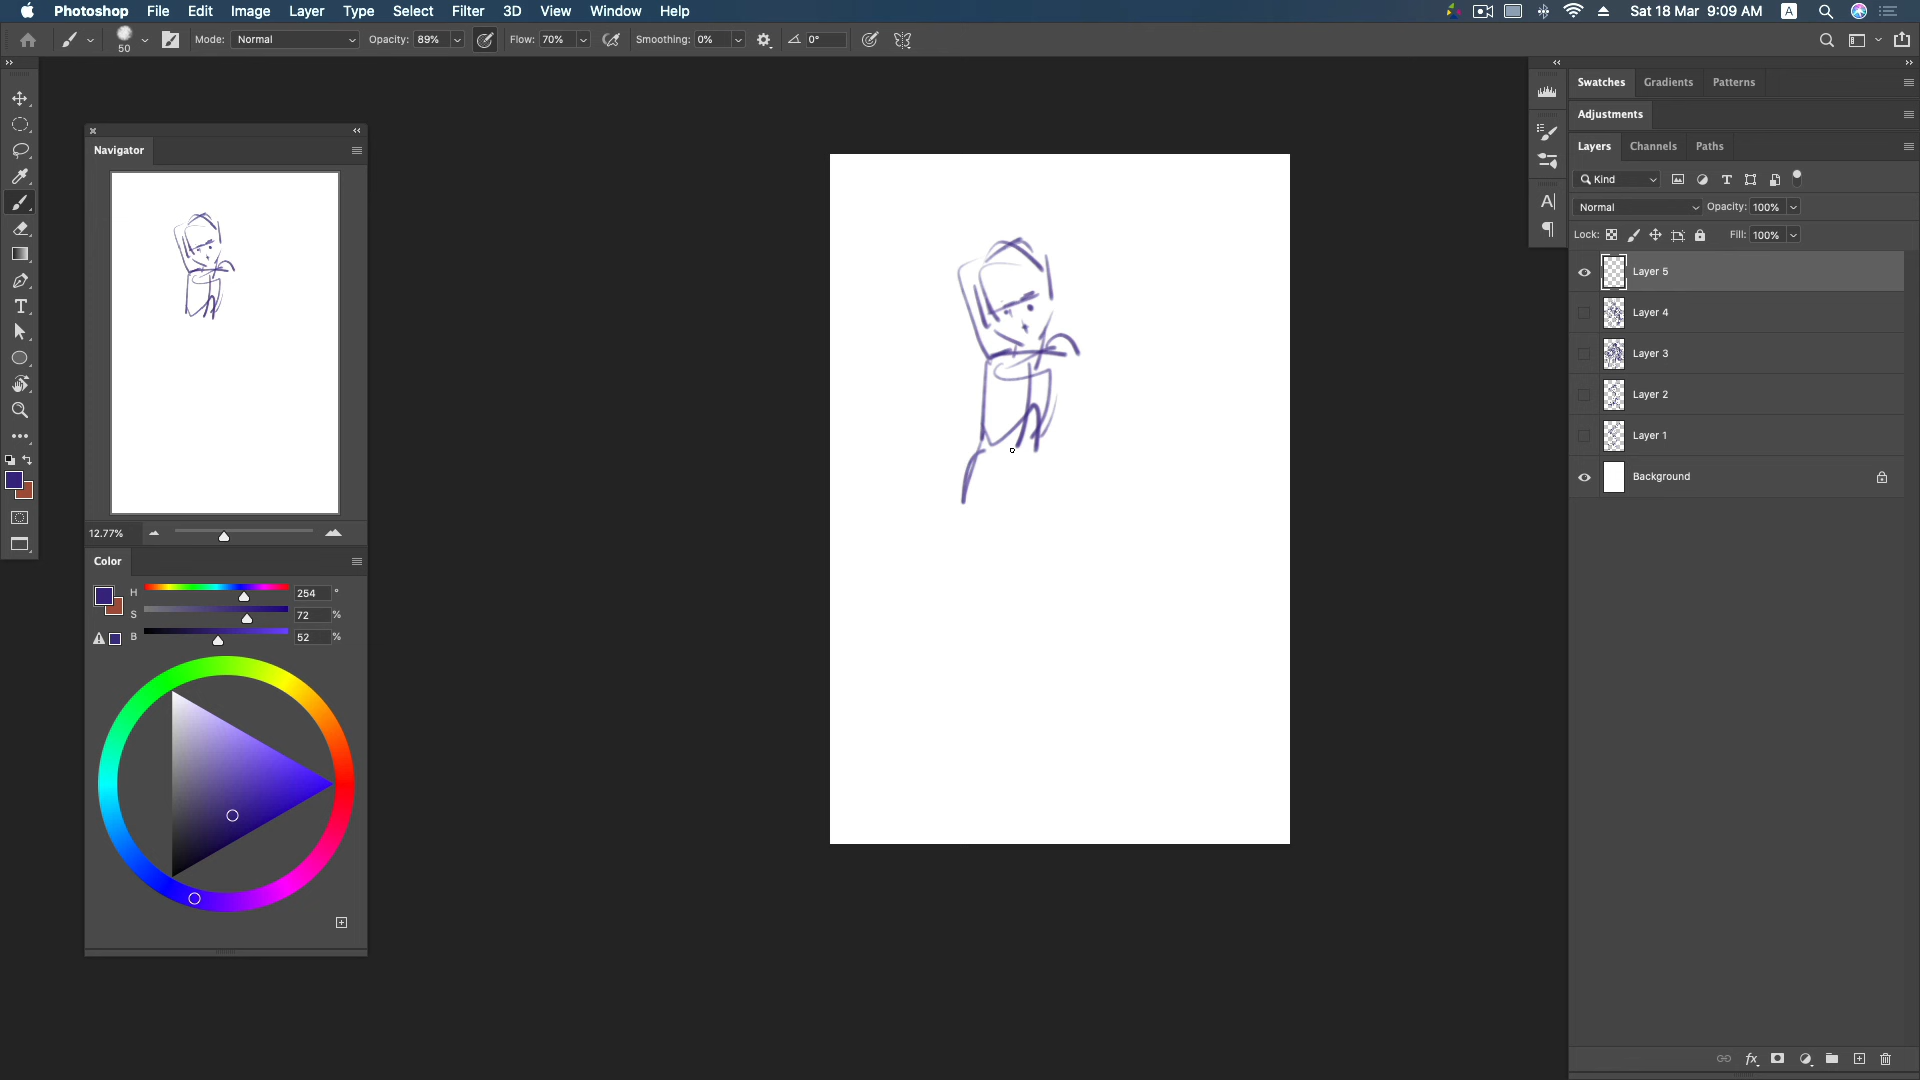 Photoshop File Edit Image Layer Type Select Filter 3D View Window Help Sat 18 Mar 9:09 AM A
50 Mode: Normal Opacity: 89% Flow: 70% Smoothing: 0% 0°
Navigator
12.77%
Color
H 254 °
S 72 %
B 52 %
Swatches Gradients Patterns
Adjustments
Layers Channels Paths
Kind
Normal Opacity: 100%
Lock: Fill: 100%
Layer 5
Layer 4
Layer 3
Layer 2
Layer 1
Background